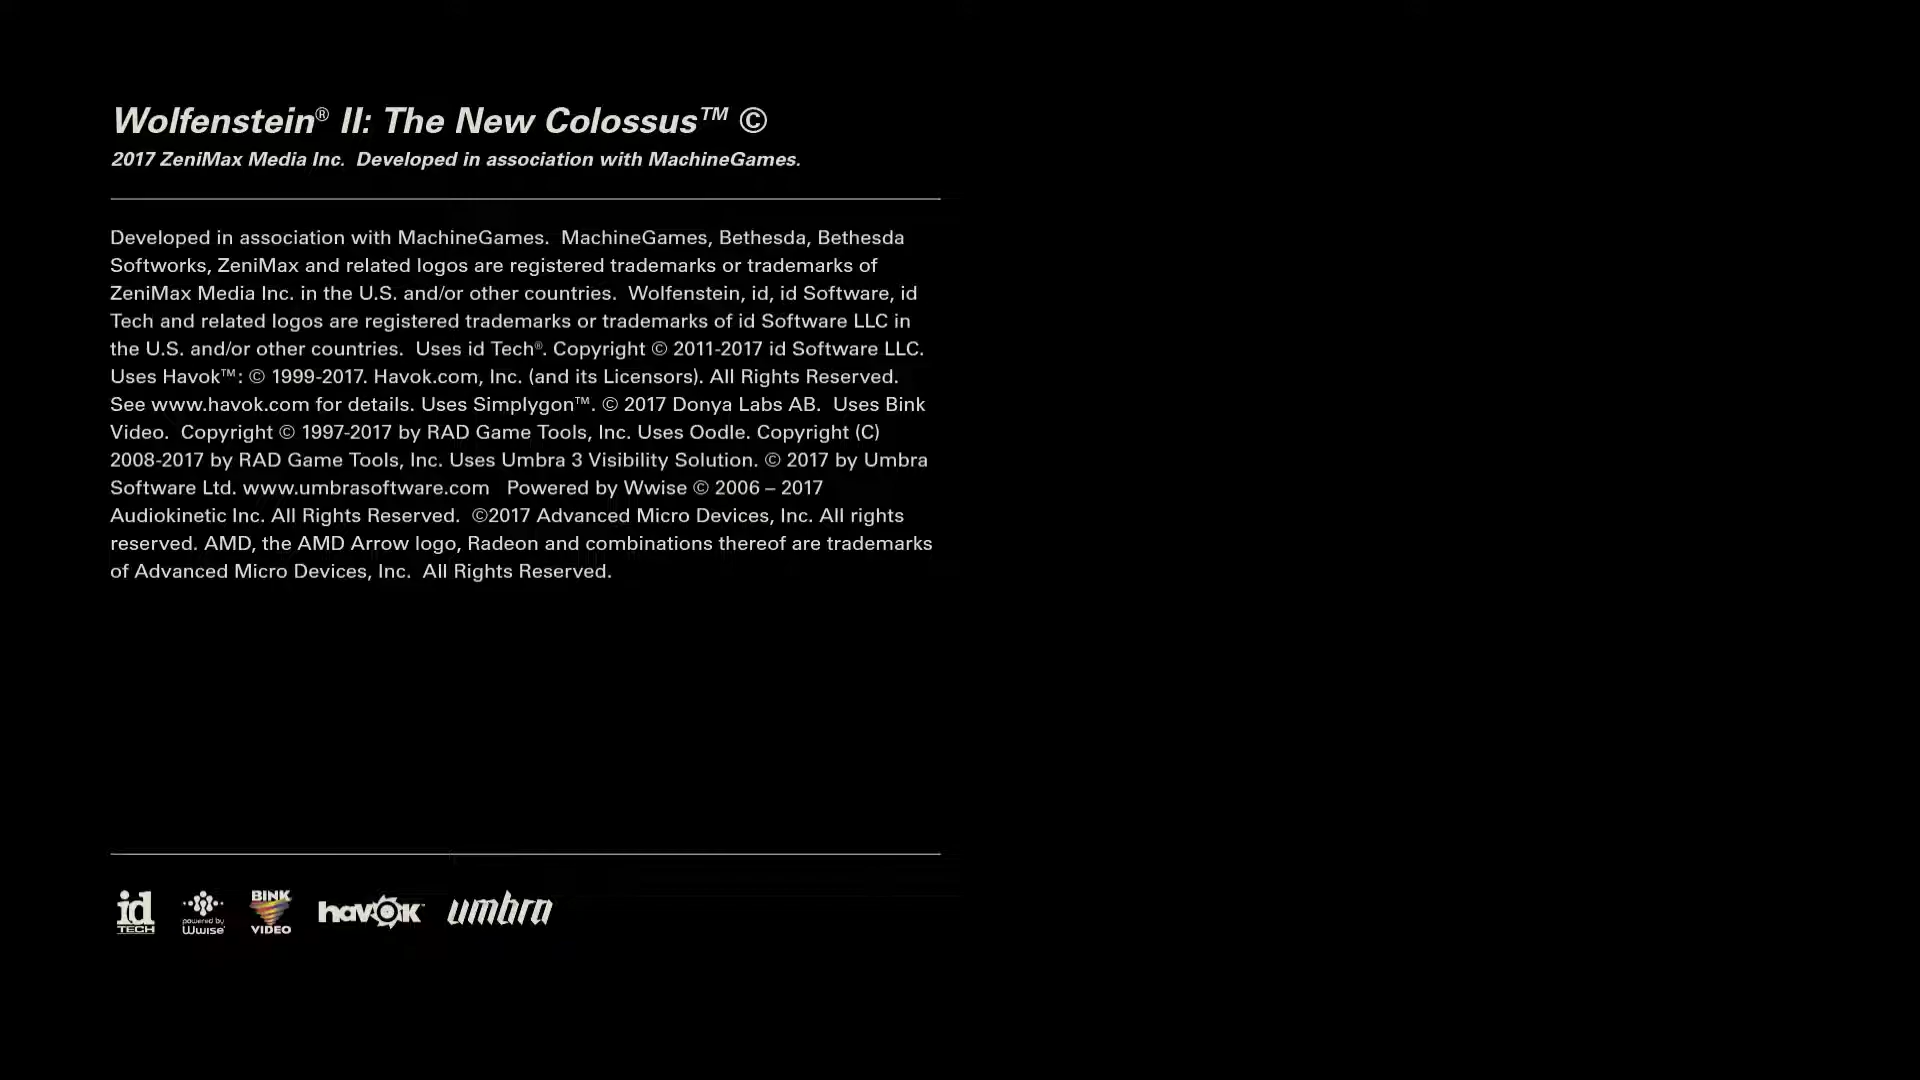 Wolfenstein® II: The New Colossus™ ©
2017 ZeniMax Media Inc.  Developed in association with MachineGames.
Developed in association with MachineGames.  MachineGames, Bethesda, Bethesda
Softworks, ZeniMax and related logos are registered trademarks or trademarks of
ZeniMax Media Inc. in the U.S. and/or other countries.  Wolfenstein, id, id Software, id
Tech and related logos are registered trademarks or trademarks of id Software LLC in
the U.S. and/or other countries.  Uses id Tech®. Copyright © 2011-2017 id Software LLC.
Uses Havok™: © 1999-2017. Havok.com, Inc. (and its Licensors). All Rights Reserved.
See www.havok.com for details. Uses Simplygon™. © 2017 Donya Labs AB.  Uses Bink
Video.  Copyright © 1997-2017 by RAD Game Tools, Inc. Uses Oodle. Copyright (C)
2008-2017 by RAD Game Tools, Inc. Uses Umbra 3 Visibility Solution. © 2017 by Umbra
Software Ltd. www.umbrasoftware.com   Powered by Wwise © 2006 – 2017
Audiokinetic Inc. All Rights Reserved.  ©2017 Advanced Micro Devices, Inc. All rights
reserved. AMD, the AMD Arrow logo, Radeon and combinations thereof are trademarks
of Advanced Micro Devices, Inc.  All Rights Reserved.
id
TECH
powered by
Wwise
BINK
VIDEO
havok™
umbra